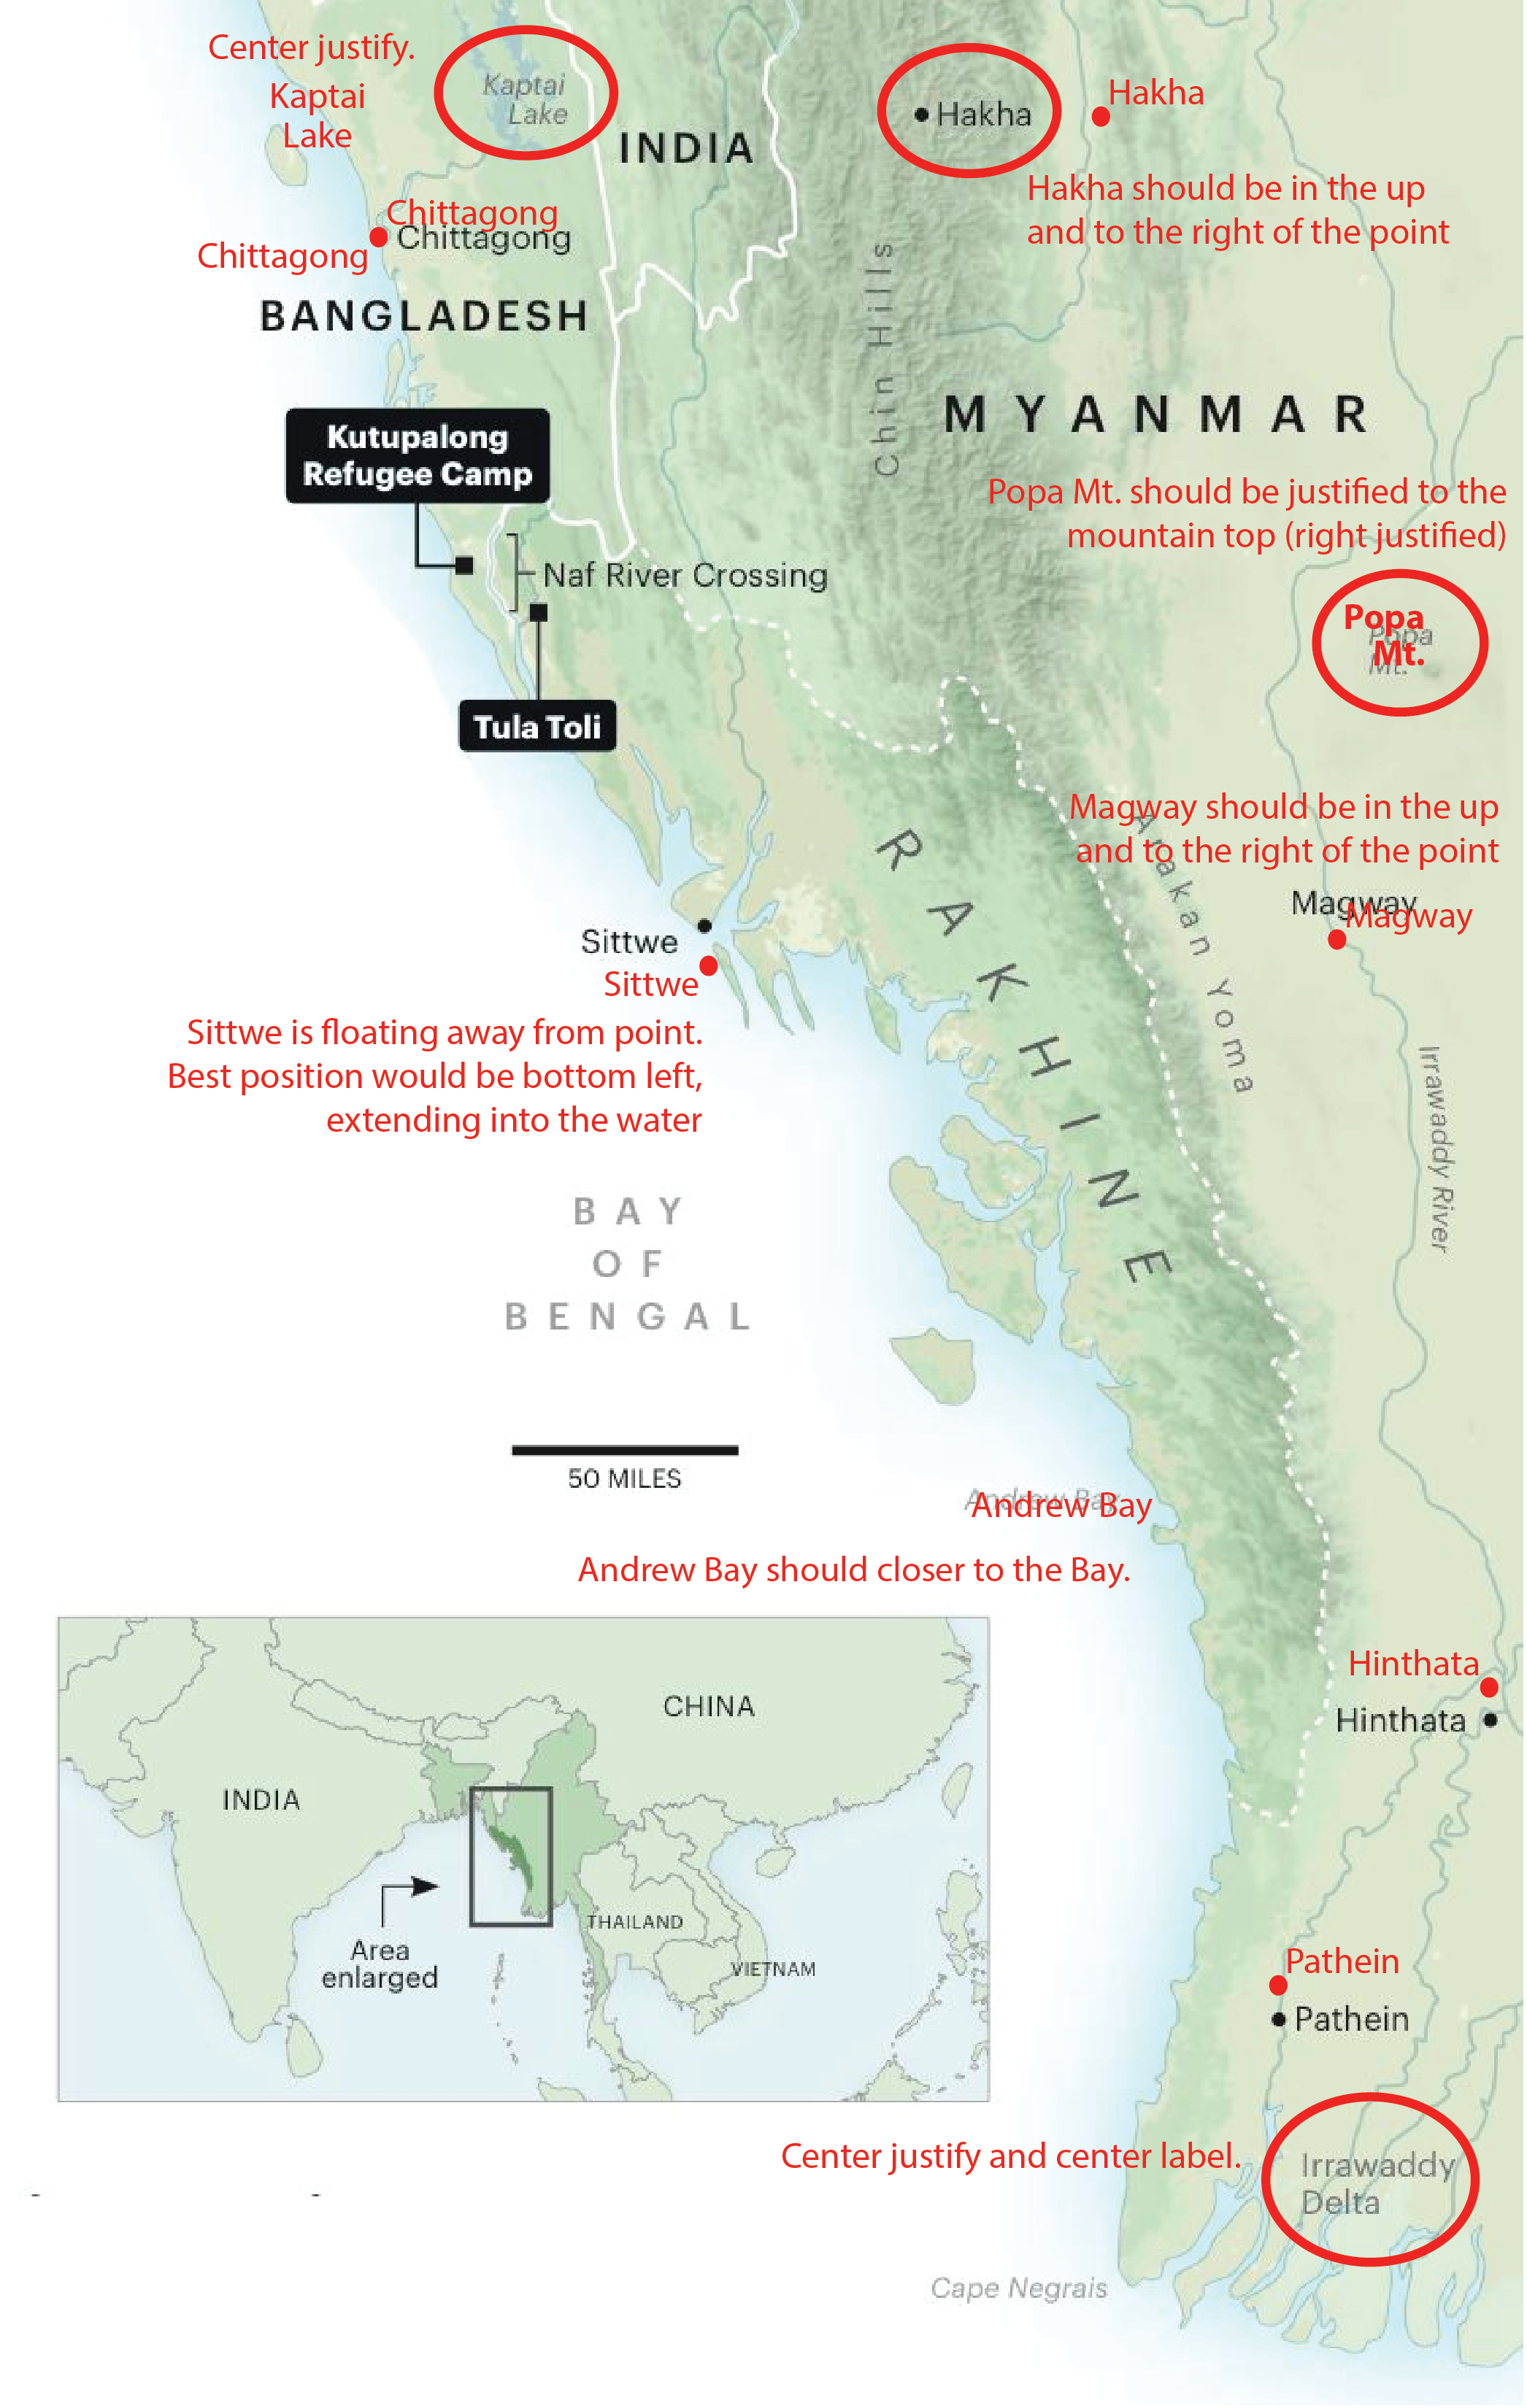 Center justify.
Kaptai
Lake
Kaptai
Lake
INDIA
Hakha
Hakha
Hakha should be in the up
and to the right of the point
Chittagong
Chittagong
Chittagong
BANGLADESH
Chin Hills
MYANMAR
Kutupalong
Refugee Camp
Popa Mt. should be justified to the
mountain top (right justified)
Naf River Crossing
Popa
Mt.
Popa
Mt.
Tula Toli
Magway should be in the up
and to the right of the point
Arakan Yoma
Magway
Magway
RAKHINE
Sittwe
Sittwe
Sittwe is floating away from point.
Best position would be bottom left,
extending into the water
Irrawaddy River
BAY
OF
BENGAL
50 MILES
Andrew Bay
Andrew Bay
Andrew Bay should closer to the Bay.
Hinthata
Hinthata
CHINA
INDIA
THAILAND
VIETNAM
Area
enlarged
Pathein
Pathein
Center justify and center label.
Irrawaddy
Delta
Cape Negrais